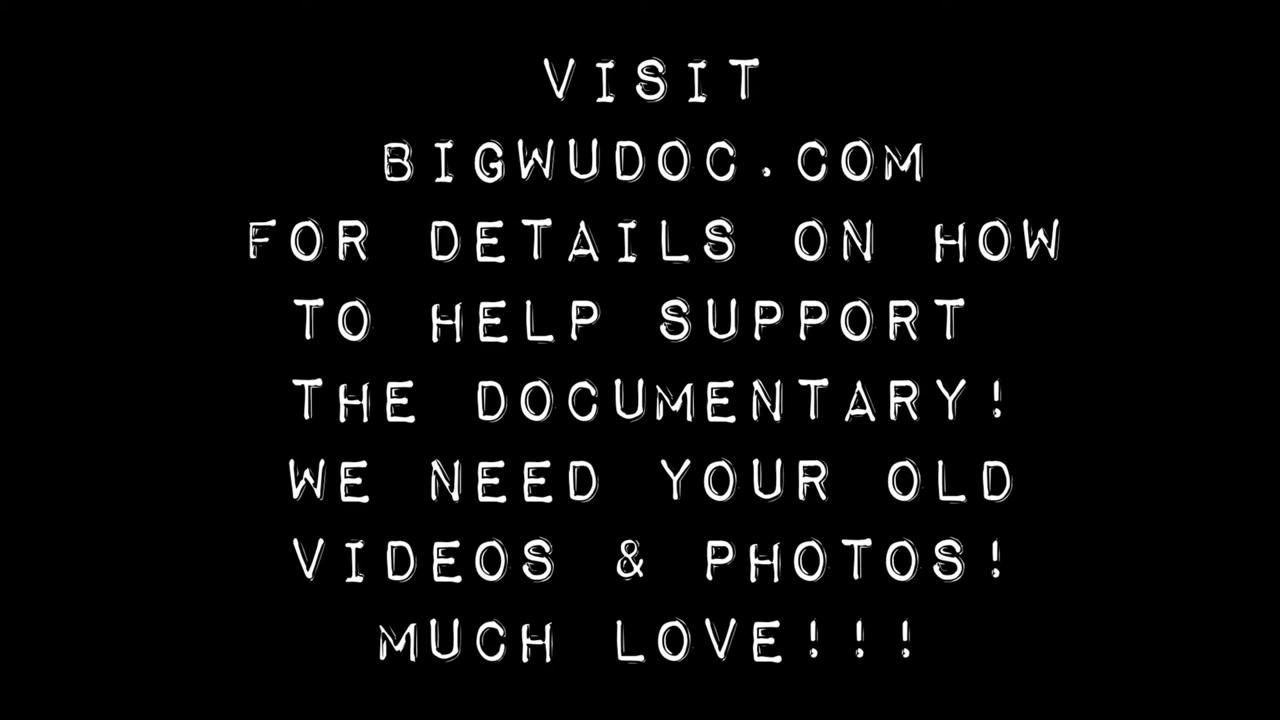 VISIT
BIGWUDOC.COM
FOR DETAILS ON HOW
TO HELP SUPPORT
THE DOCUMENTARY!
WE NEED YOUR OLD
VIDEOS & PHOTOS!
MUCH LOVE!!!